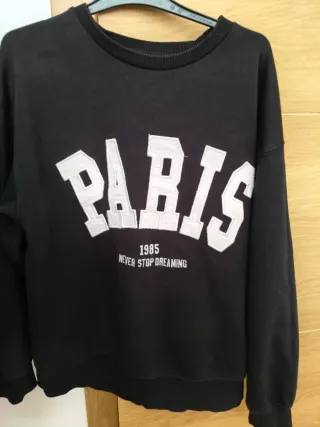 PARIS
1985
NEVER STOP DREAMING